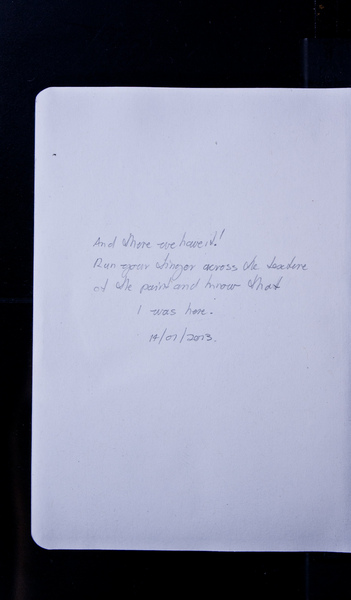 And there we have it!
Run your finger across the texture
of the paint and know that
I was here.
14/07/2013.